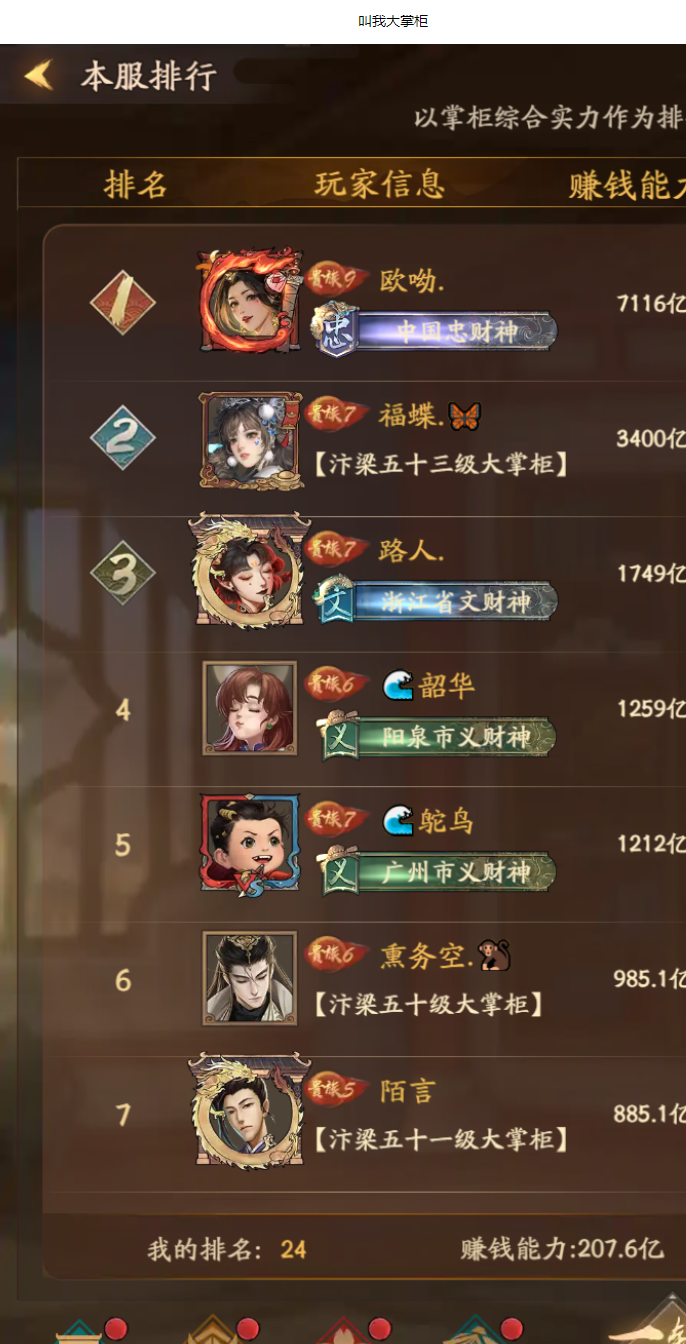 叫我大掌柜
本服排行
以掌柜综合实力作为排
排名 玩家信息 赚钱能力
1 贵族9 欧呦. 7116亿
忠 中国忠财神
2 贵族7 福蝶.🦋 3400亿
【汴梁五十三级大掌柜】
3 贵族7 路人. 1749亿
文 浙江省文财神
4 贵族6 🌊韶华 1259亿
义 阳泉市义财神
5 贵族7 🌊鸵鸟 1212亿
VS 义 广州市义财神
6 贵族6 熏务空.🐒 985.1亿
【汴梁五十级大掌柜】
7 贵族5 陌言 885.1亿
【汴梁五十一级大掌柜】
我的排名: 24 赚钱能力:207.6亿